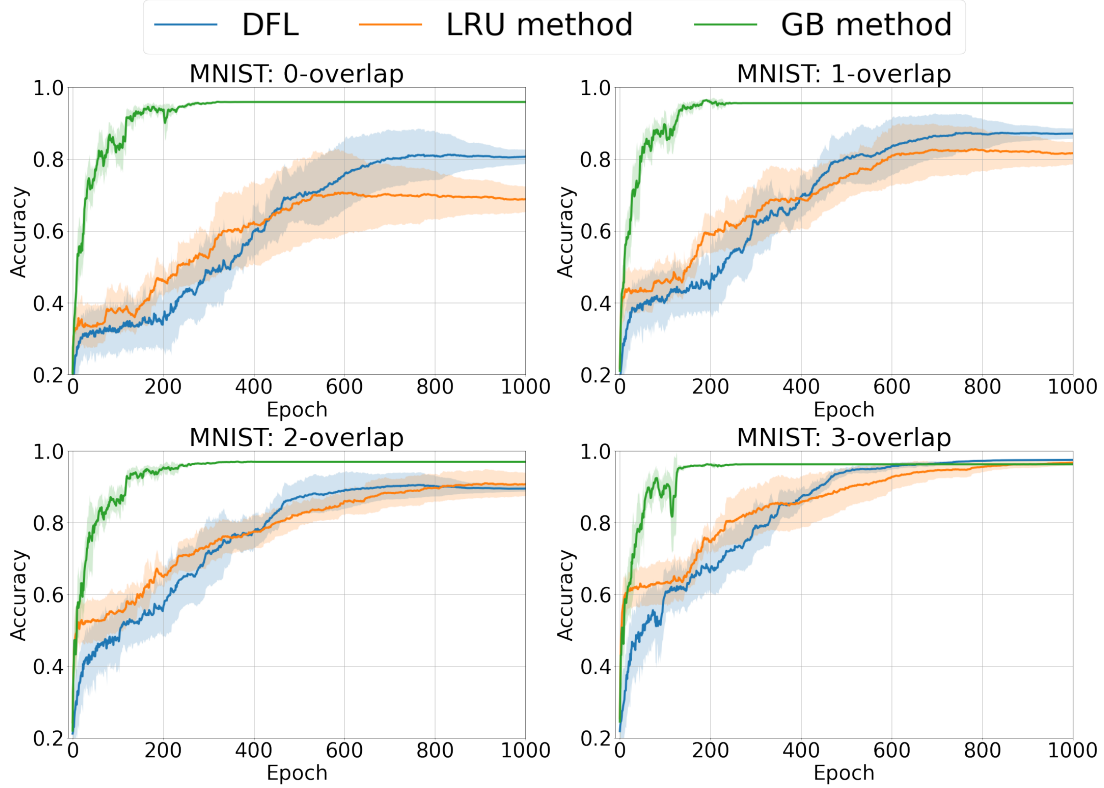 DFL LRU method GB method
MNIST: 0-overlap
1.0
0.8
0.6
0.4
0.2
Accuracy
0 200 400 600 800 1000
Epoch
MNIST: 1-overlap
1.0
0.8
0.6
0.4
0.2
Accuracy
0 200 400 600 800 1000
Epoch
MNIST: 2-overlap
1.0
0.8
0.6
0.4
0.2
Accuracy
0 200 400 600 800 1000
Epoch
MNIST: 3-overlap
1.0
0.8
0.6
0.4
0.2
Accuracy
0 200 400 600 800 1000
Epoch